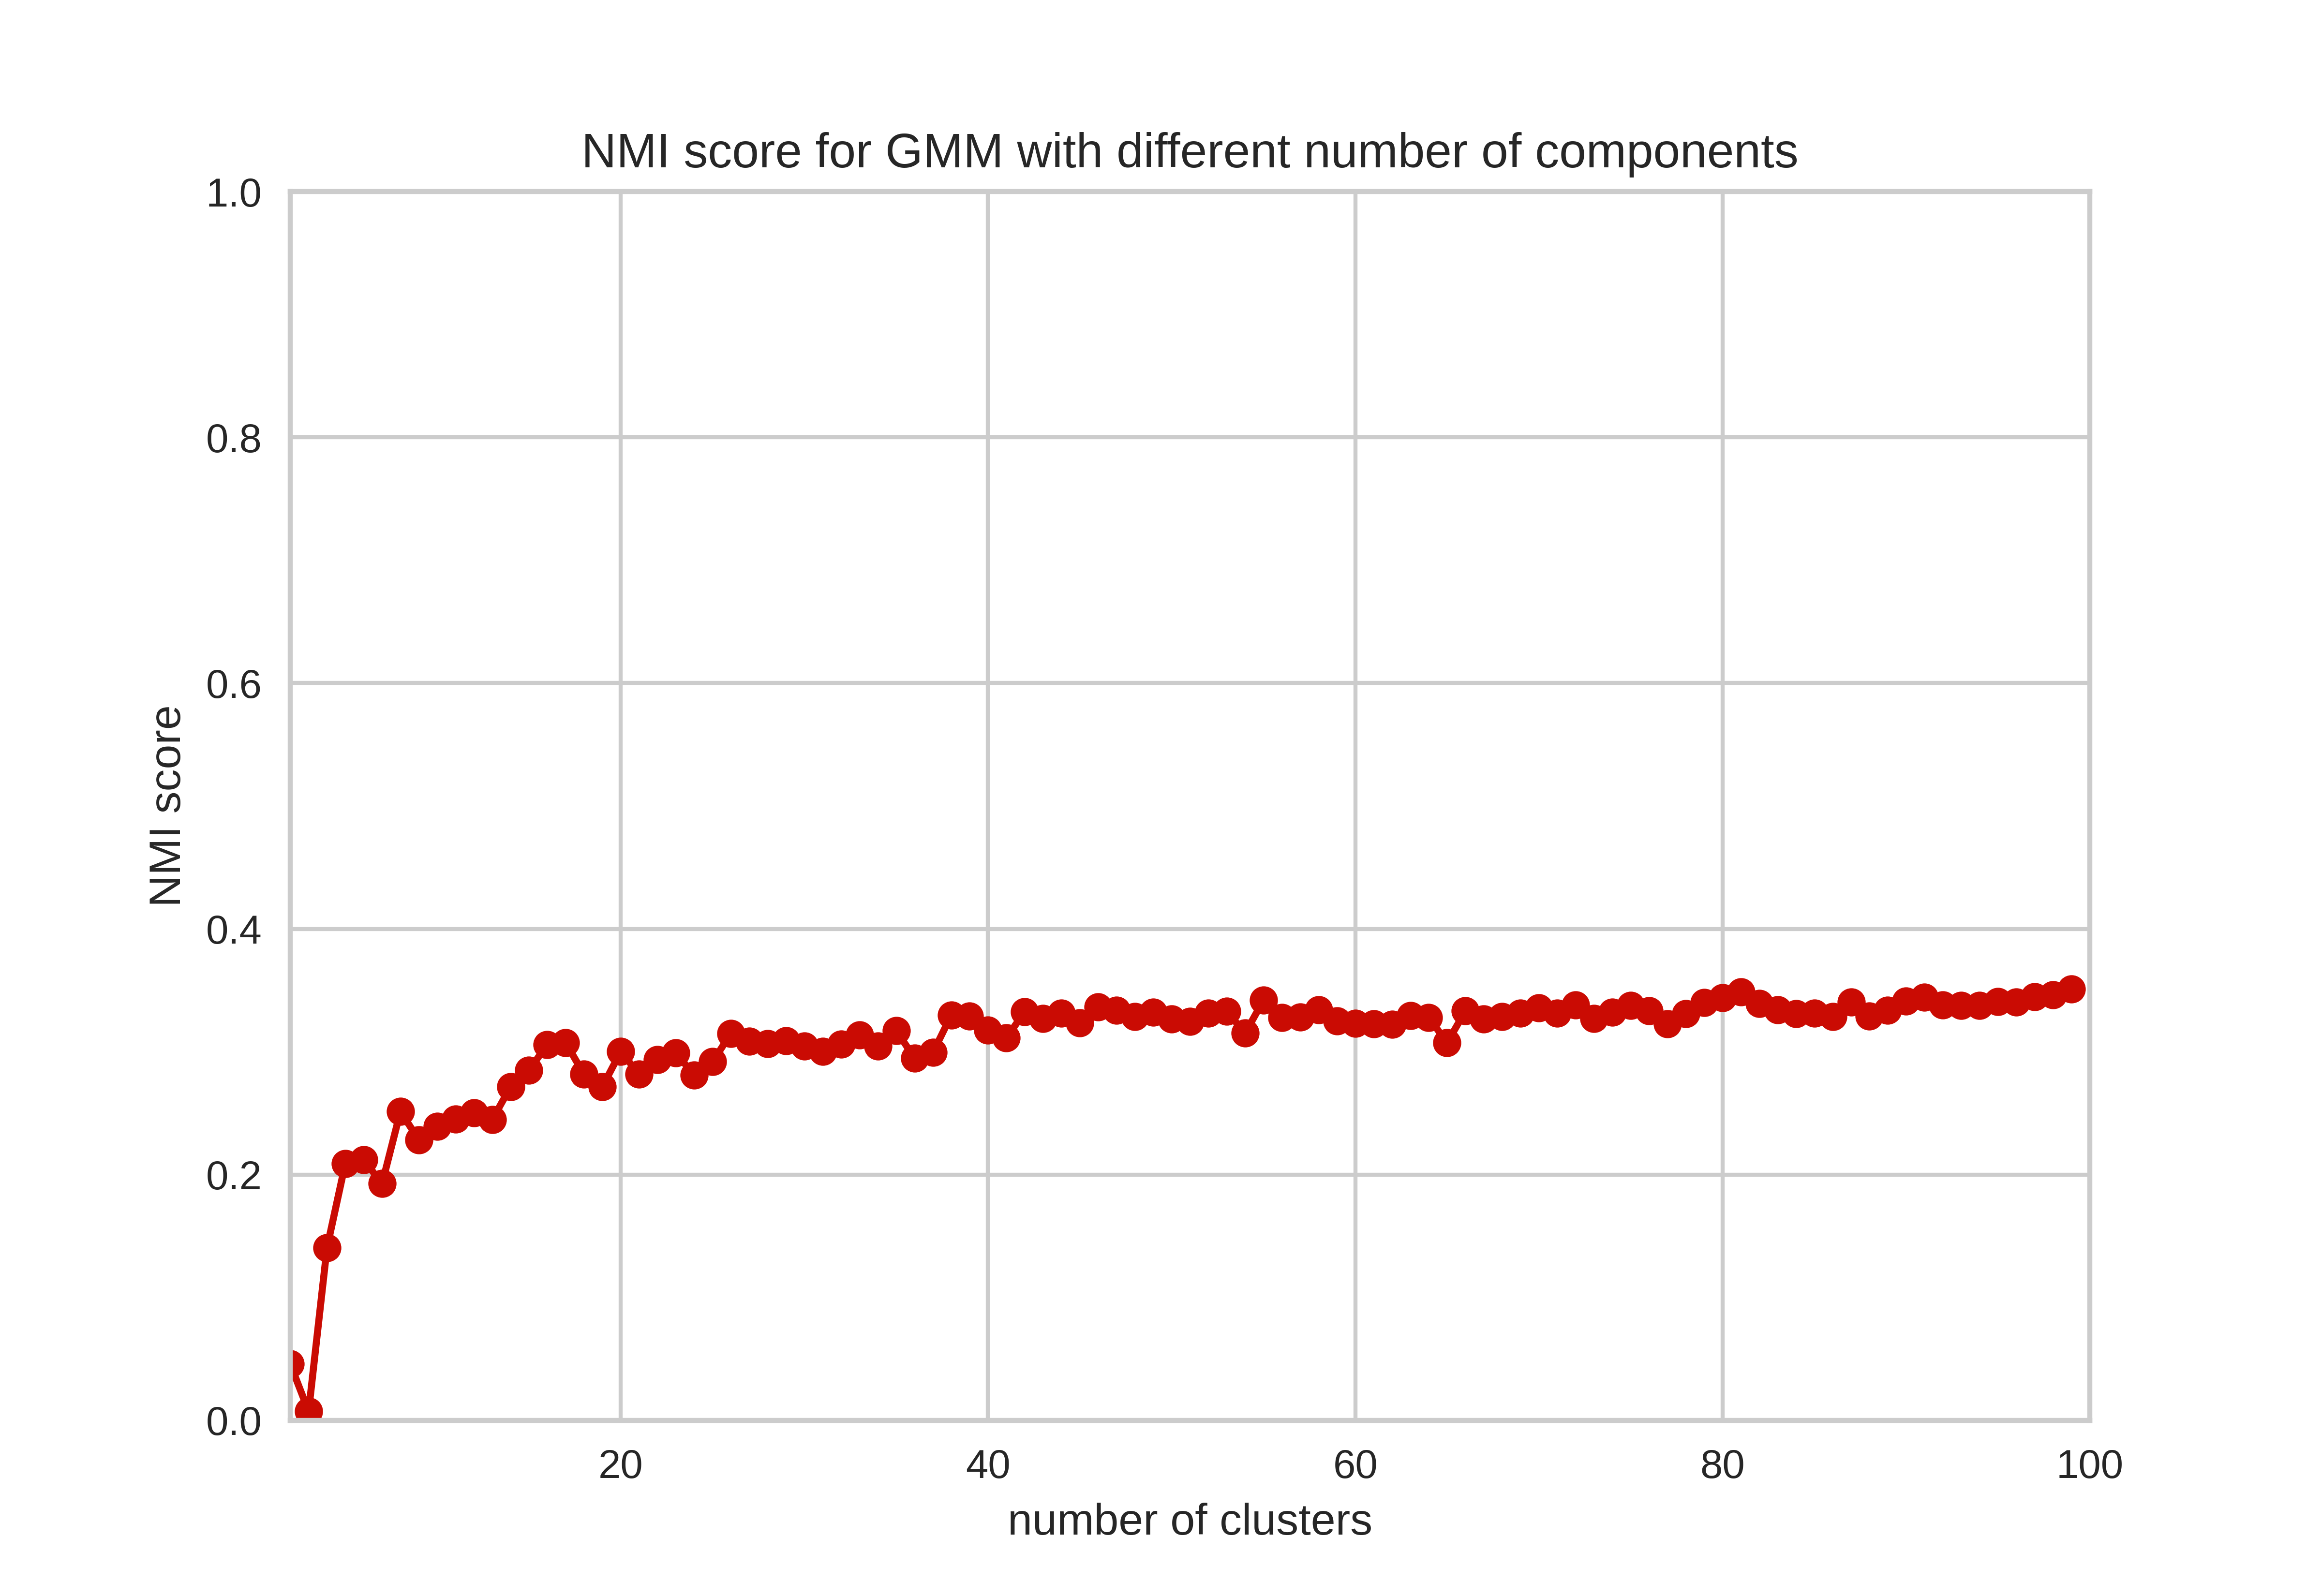 NMI score for GMM with different number of components
1.0
0.8
0.6
0.4
0.2
0.0
NMI score
20 40 60 80 100
number of clusters